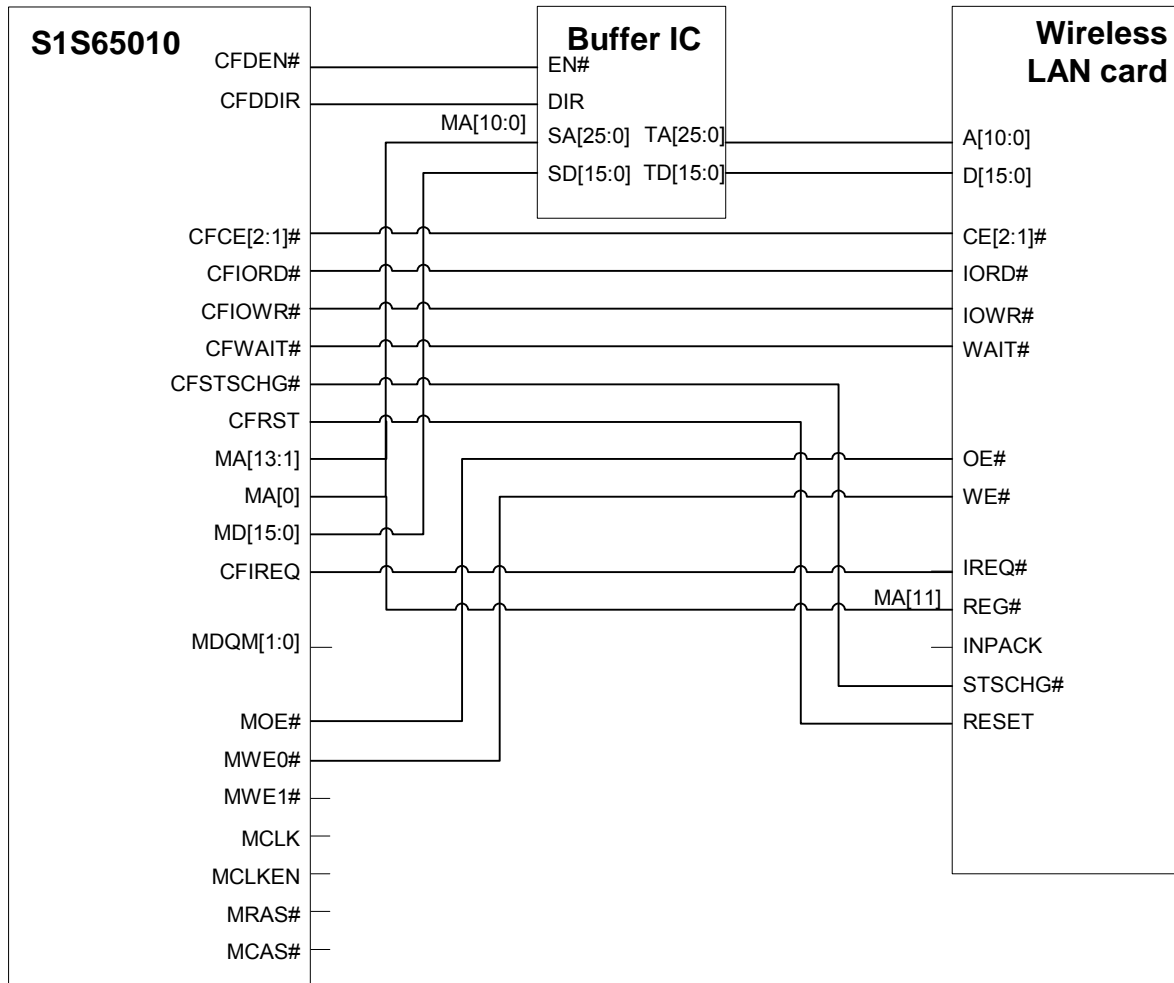 S1S65010
CFDEN#
CFDDIR
CFCE[2:1]#
CFIORD#
CFIOWR#
CFWAIT#
CFSTSCHG#
CFRST
MA[13:1]
MA[0]
MD[15:0]
CFIREQ
MDQM[1:0]
MOE#
MWE0#
MWE1#
MCLK
MCLKEN
MRAS#
MCAS#
MA[10:0]
Buffer IC
EN#
DIR
SA[25:0] TA[25:0]
SD[15:0] TD[15:0]
Wireless
LAN card
A[10:0]
D[15:0]
CE[2:1]#
IORD#
IOWR#
WAIT#
OE#
WE#
IREQ#
MA[11]
REG#
INPACK
STSCHG#
RESET